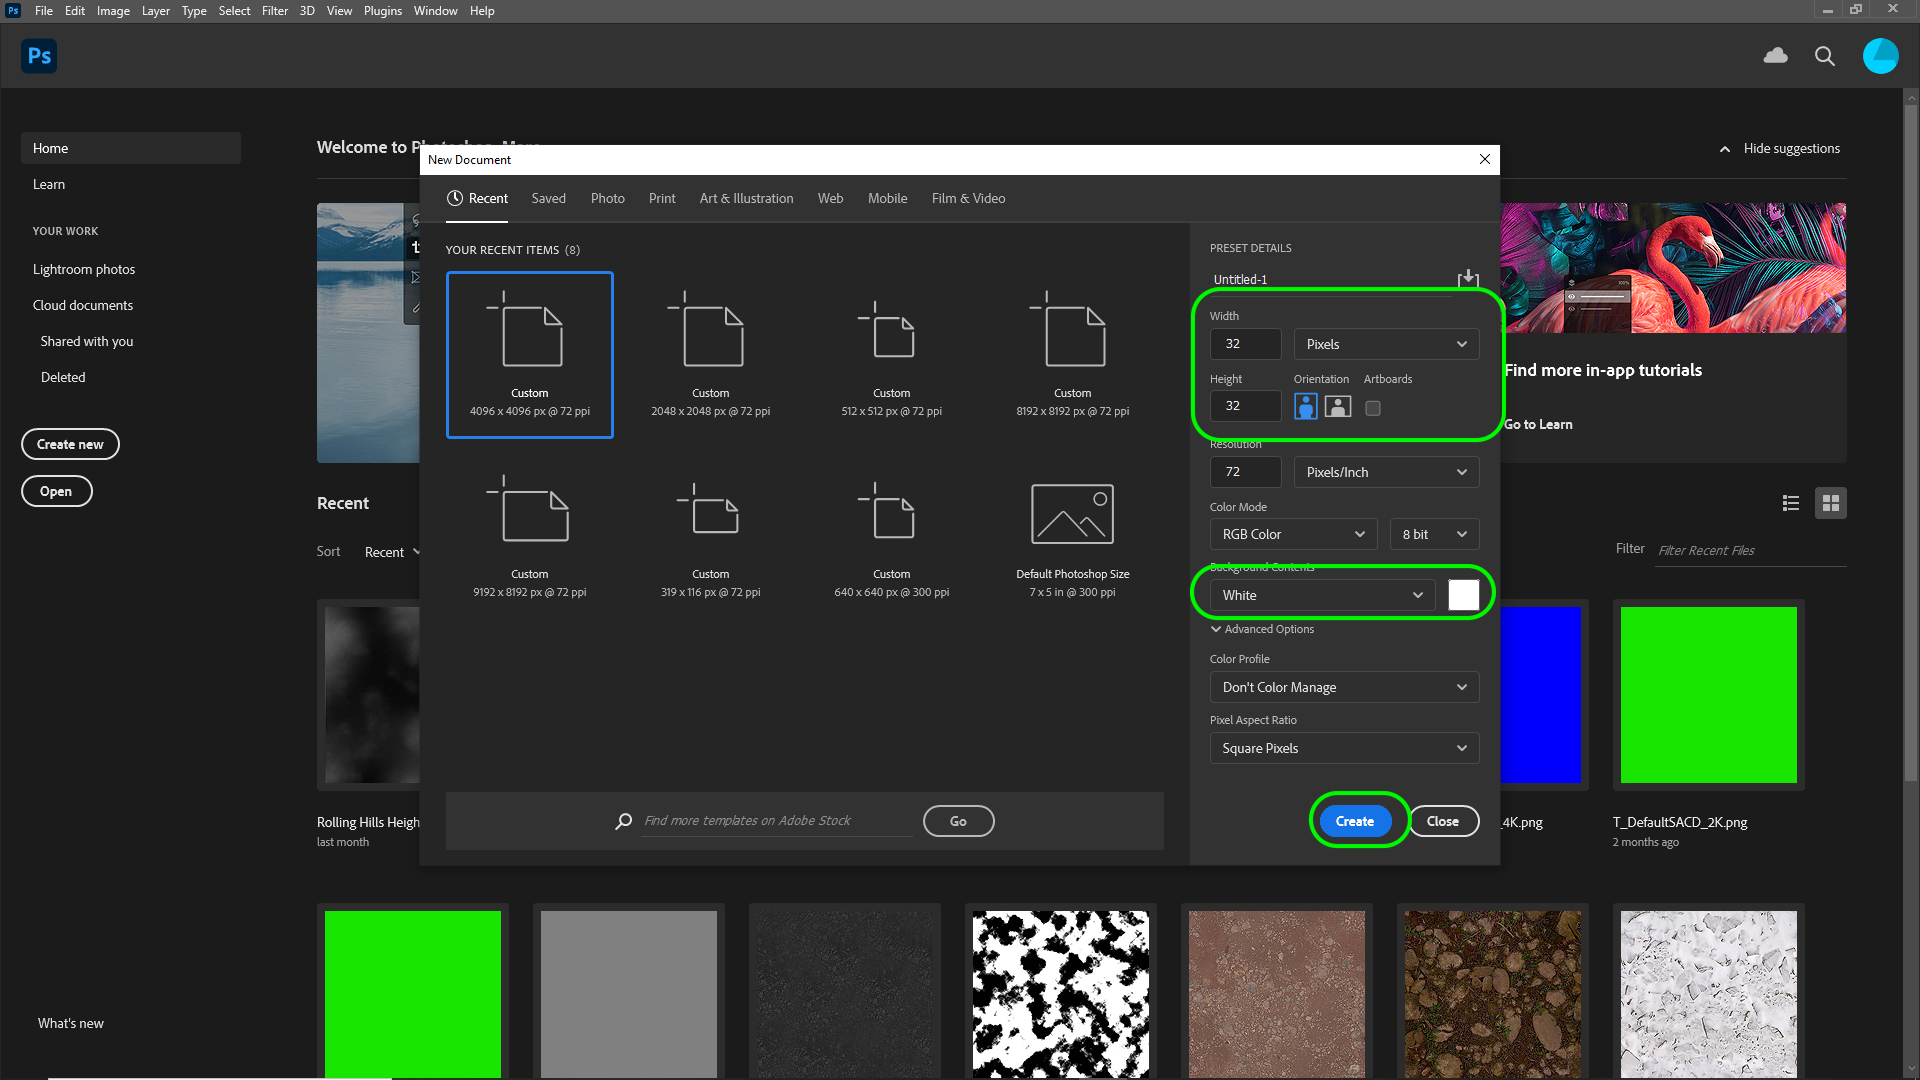 Ps File Edit Image Layer Type Select Filter 3D View Plugins Window Help
Ps
Home
Learn
YOUR WORK
Lightroom photos
Cloud documents
Shared with you
Deleted
Create new
Open
What's new
Welcome to
Hide suggestions
Find more in-app tutorials
Go to Learn
Recent
Sort Recent
Filter Filter Recent Files
Rolling Hills Heigh
last month
_4K.png
T_DefaultSACD_2K.png
2 months ago
New Document
Recent Saved Photo Print Art & Illustration Web Mobile Film & Video
YOUR RECENT ITEMS (8)
Custom
4096 x 4096 px @ 72 ppi
Custom
2048 x 2048 px @ 72 ppi
Custom
512 x 512 px @ 72 ppi
Custom
8192 x 8192 px @ 72 ppi
Custom
9192 x 8192 px @ 72 ppi
Custom
319 x 116 px @ 72 ppi
Custom
640 x 640 px @ 300 ppi
Default Photoshop Size
7 x 5 in @ 300 ppi
Find more templates on Adobe Stock
Go
PRESET DETAILS
Untitled-1
Width
32 Pixels
Height Orientation Artboards
32
Resolution
72 Pixels/Inch
Color Mode
RGB Color 8 bit
Background Contents
White
Advanced Options
Color Profile
Don't Color Manage
Pixel Aspect Ratio
Square Pixels
Create Close